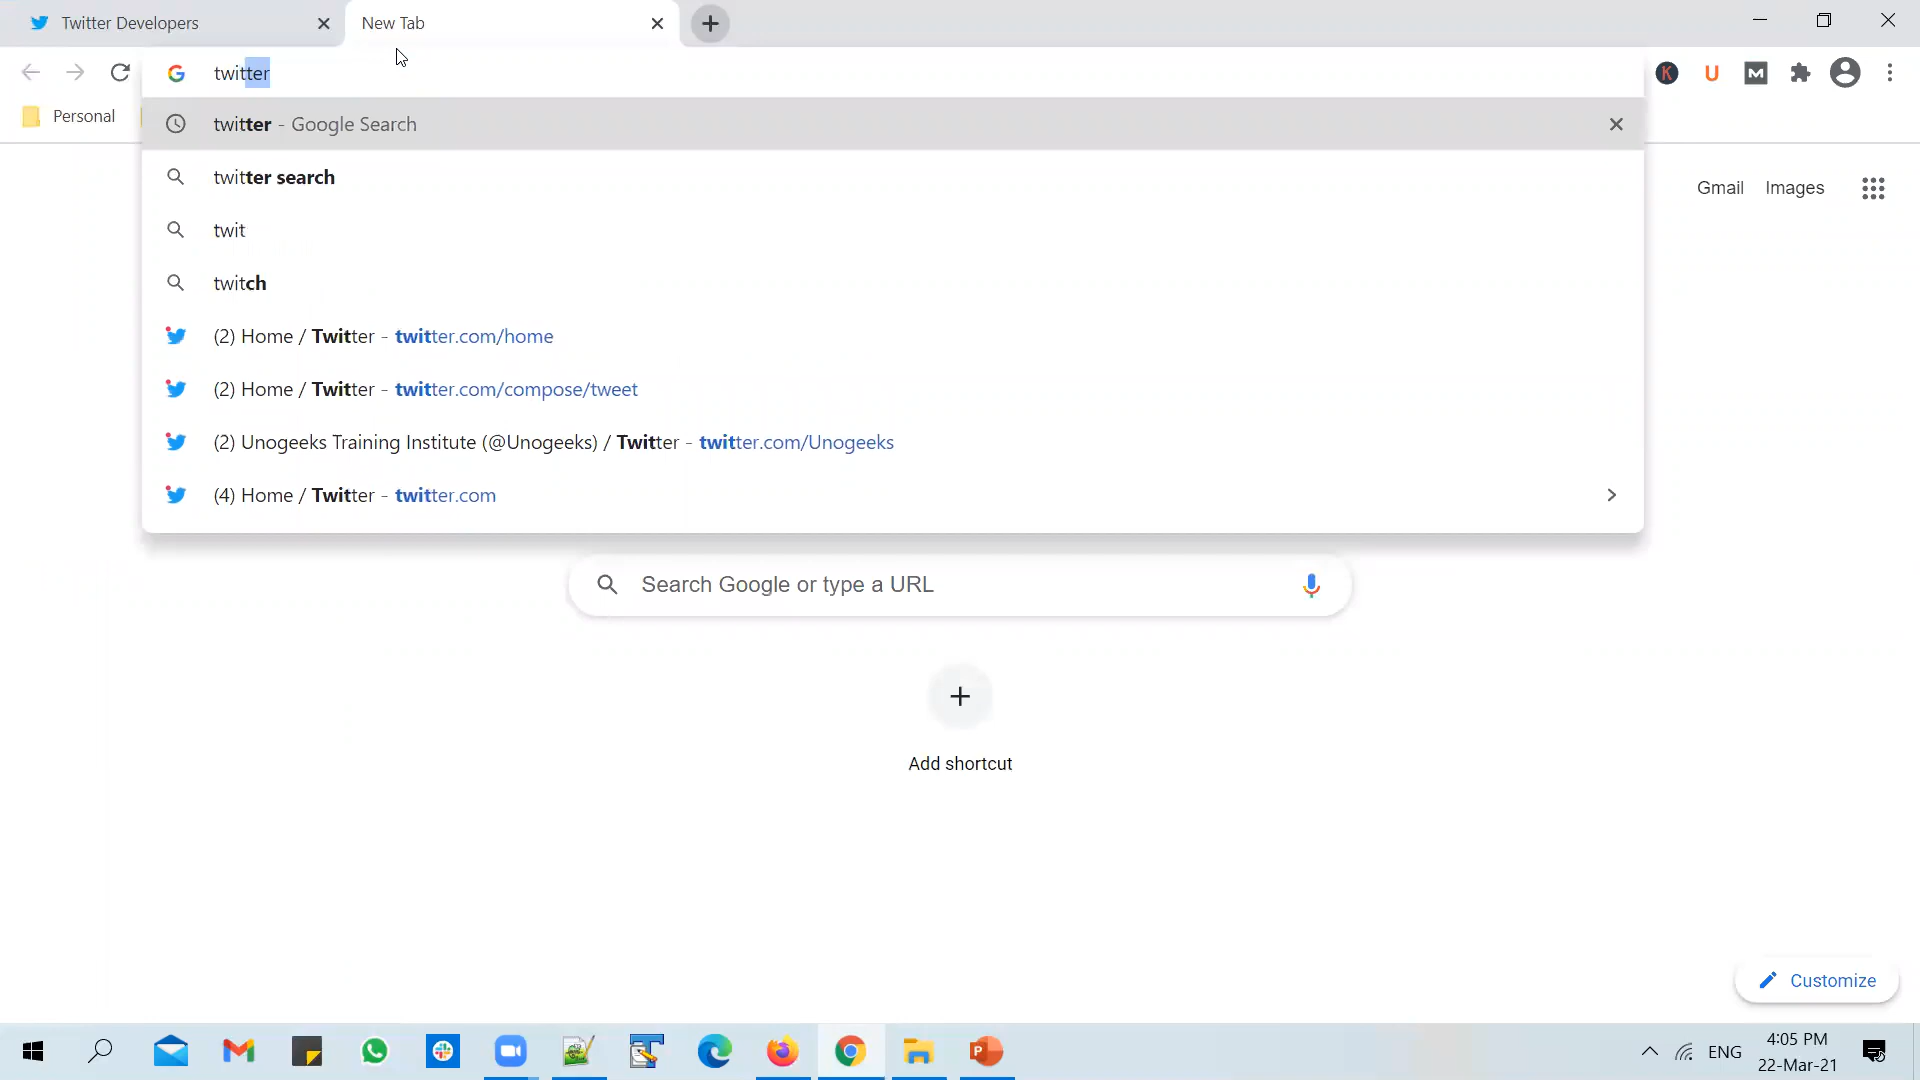 Twitter Developers
New Tab
twitter
Personal
twitter - Google Search
twitter search
twit
twitch
(2) Home / Twitter - twitter.com/home
(2) Home / Twitter - twitter.com/compose/tweet
(2) Unogeeks Training Institute (@Unogeeks) / Twitter - twitter.com/Unogeeks
(4) Home / Twitter - twitter.com
Gmail Images
Search Google or type a URL
Add shortcut
Customize
ENG
4:05 PM
22-Mar-21